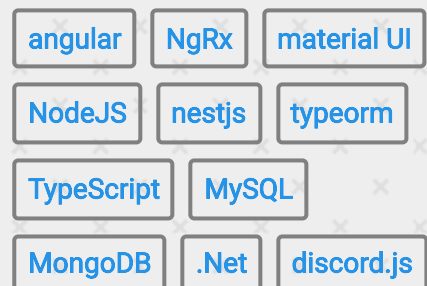 angular NgRx material UI
NodeJS nestjs typeorm
TypeScript MySQL
MongoDB .Net discord.js